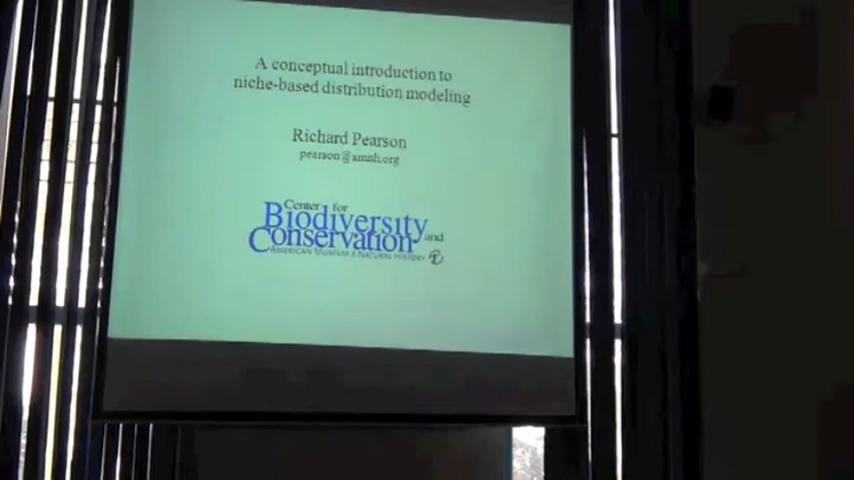 A conceptual introduction to
niche-based distribution modeling
Richard Pearson
pearson@amnh.org
Center for
Biodiversity and
Conservation
AMERICAN MUSEUM & NATURAL HISTORY